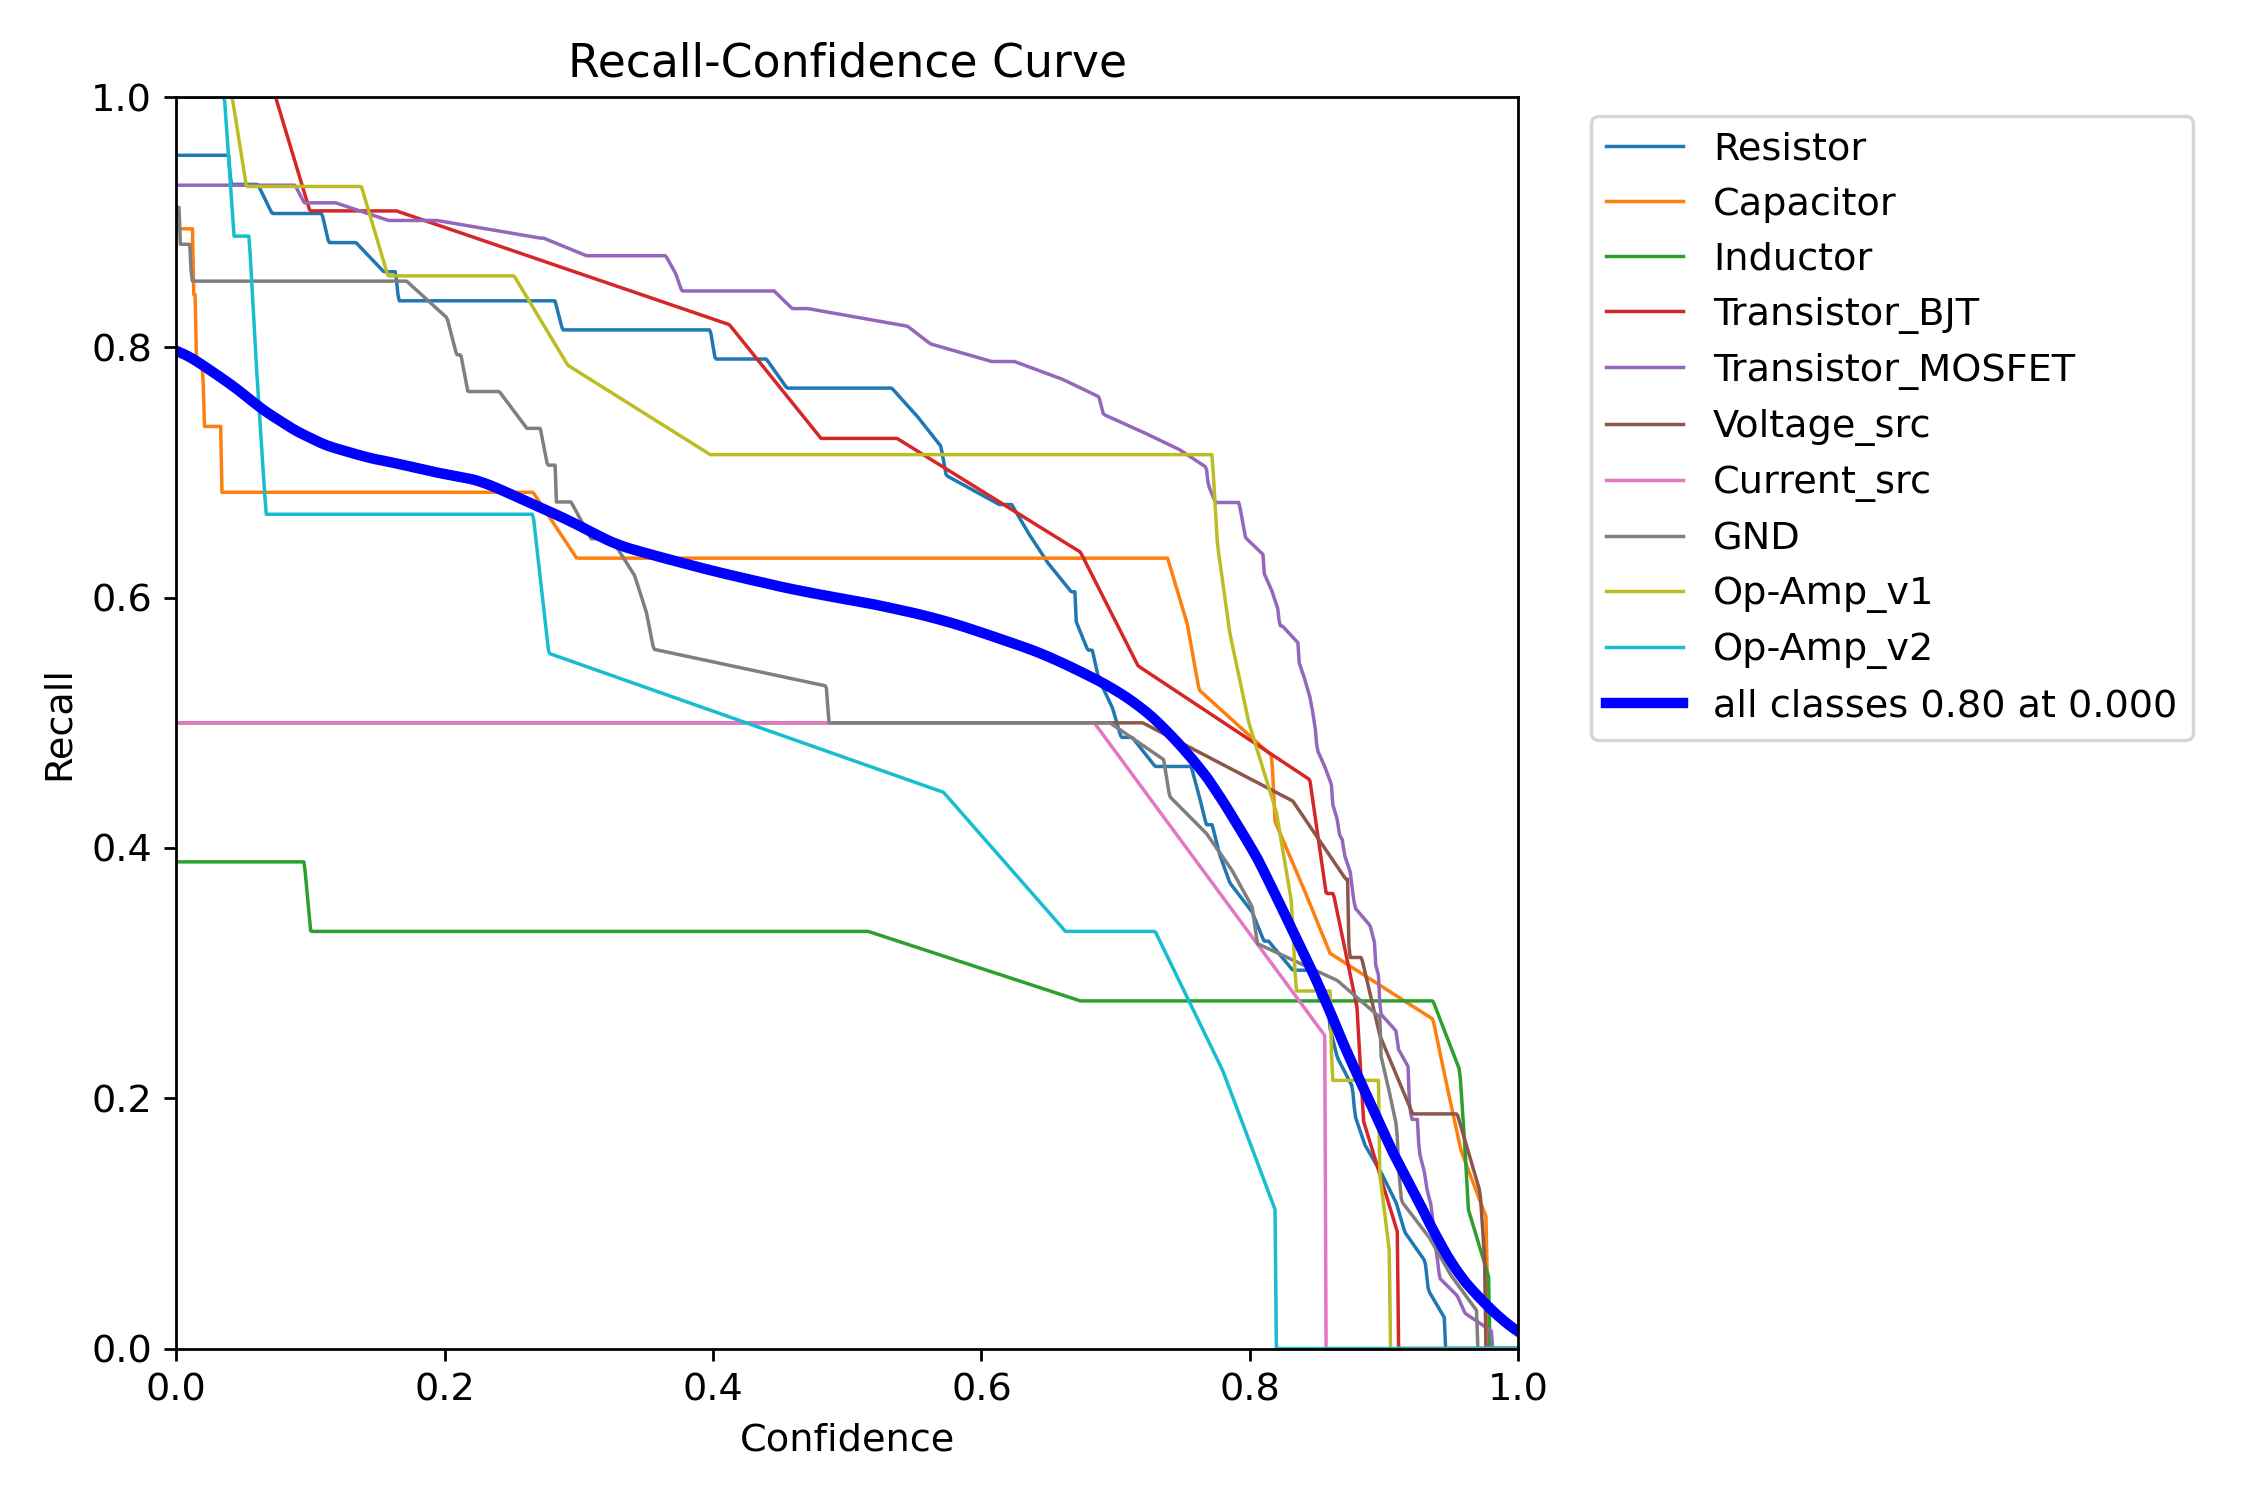 Recall-Confidence Curve
1.0
0.8
0.6
0.4
0.2
0.0
Recall
0.0 0.2 0.4 0.6 0.8 1.0
Confidence
Resistor
Capacitor
Inductor
Transistor_BJT
Transistor_MOSFET
Voltage_src
Current_src
GND
Op-Amp_v1
Op-Amp_v2
all classes 0.80 at 0.000